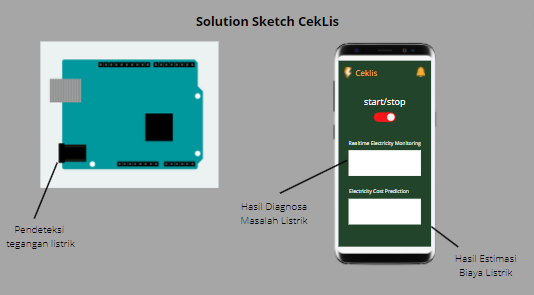 Solution Sketch CekLis
Ceklis
start/stop
Realtime Electricity Monitoring
Electricity Cost Prediction
Hasil Diagnosa
Masalah Listrik
Pendeteksi
tegangan listrik
Hasil Estimasi
Biaya Listrik